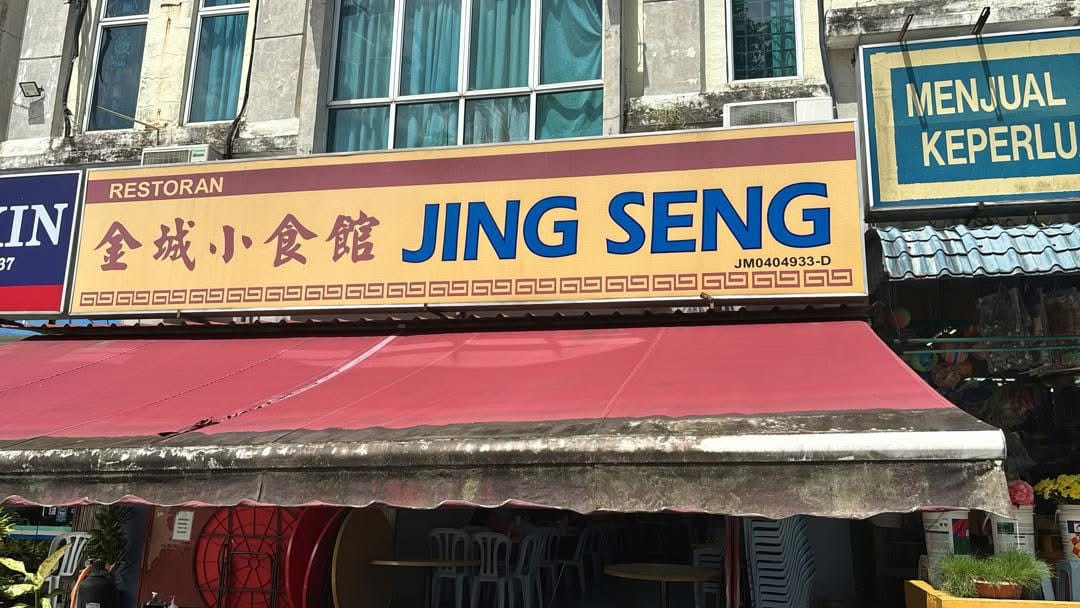 RESTORAN
金城小食館
JING SENG
JM0404933-D
MENJUAL
KEPERLU
KIN
37